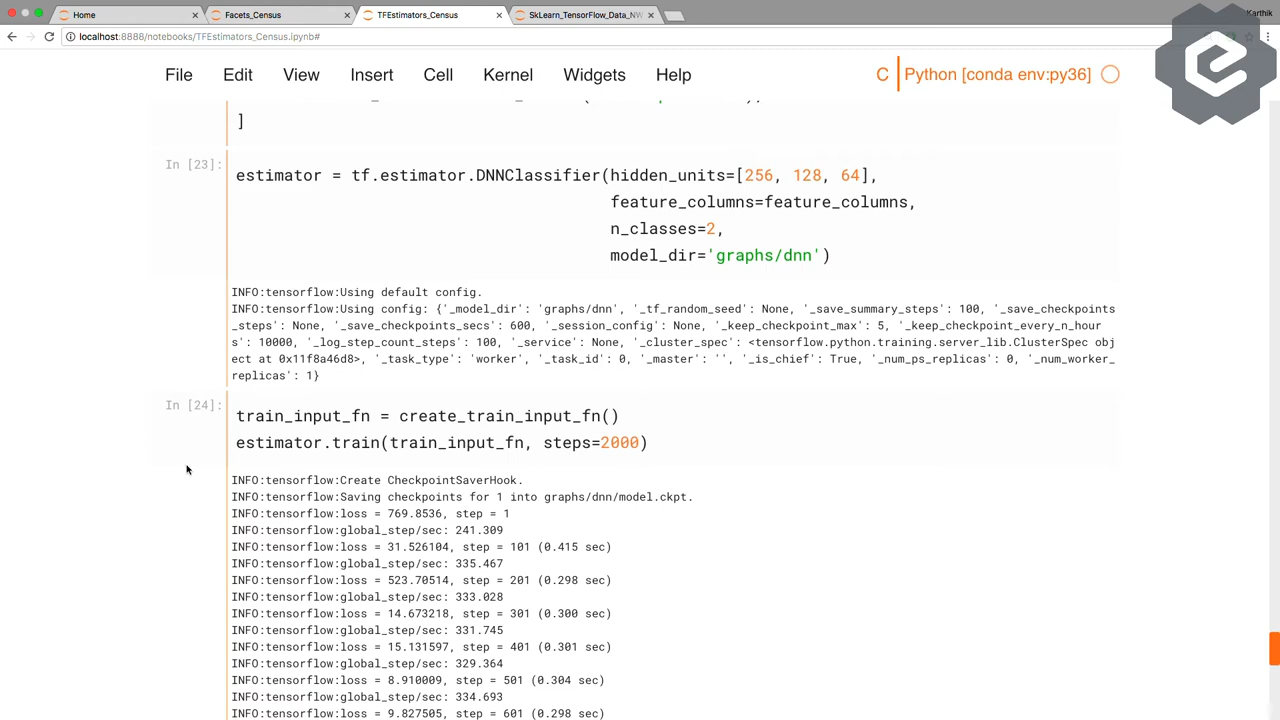 Home
Facets_Census
TFEstimators_Census
SkLearn_TensorFlow_Data_NW
Karthik
localhost:8888/notebooks/TFEstimators_Census.ipynb#
File Edit View Insert Cell Kernel Widgets Help C Python [conda env:py36]
]
In [23]:
estimator = tf.estimator.DNNClassifier(hidden_units=[256, 128, 64],
feature_columns=feature_columns,
n_classes=2,
model_dir='graphs/dnn')
INFO:tensorflow:Using default config.
INFO:tensorflow:Using config: {'_model_dir': 'graphs/dnn', '_tf_random_seed': None, '_save_summary_steps': 100, '_save_checkpoints
_steps': None, '_save_checkpoints_secs': 600, '_session_config': None, '_keep_checkpoint_max': 5, '_keep_checkpoint_every_n_hour
s': 10000, '_log_step_count_steps': 100, '_service': None, '_cluster_spec': <tensorflow.python.training.server_lib.ClusterSpec obj
ect at 0x11f8a46d8>, '_task_type': 'worker', '_task_id': 0, '_master': '', '_is_chief': True, '_num_ps_replicas': 0, '_num_worker_
replicas': 1}
In [24]:
train_input_fn = create_train_input_fn()
estimator.train(train_input_fn, steps=2000)
INFO:tensorflow:Create CheckpointSaverHook.
INFO:tensorflow:Saving checkpoints for 1 into graphs/dnn/model.ckpt.
INFO:tensorflow:loss = 769.8536, step = 1
INFO:tensorflow:global_step/sec: 241.309
INFO:tensorflow:loss = 31.526104, step = 101 (0.415 sec)
INFO:tensorflow:global_step/sec: 335.467
INFO:tensorflow:loss = 523.70514, step = 201 (0.298 sec)
INFO:tensorflow:global_step/sec: 333.028
INFO:tensorflow:loss = 14.673218, step = 301 (0.300 sec)
INFO:tensorflow:global_step/sec: 331.745
INFO:tensorflow:loss = 15.131597, step = 401 (0.301 sec)
INFO:tensorflow:global_step/sec: 329.364
INFO:tensorflow:loss = 8.910009, step = 501 (0.304 sec)
INFO:tensorflow:global_step/sec: 334.693
INFO:tensorflow:loss = 9.827505, step = 601 (0.298 sec)